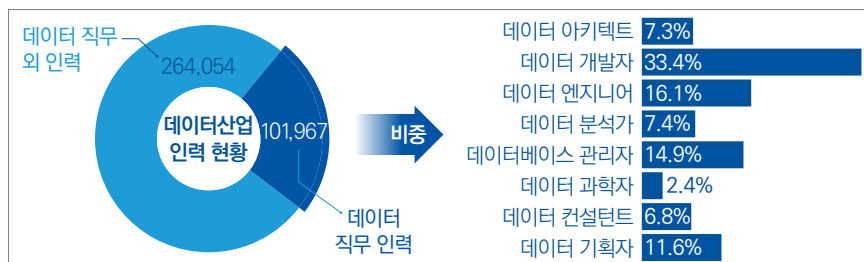 데이터 직무
외 인력
264,054
데이터산업
인력 현황
101,967
데이터
직무 인력
비중
데이터 아키텍트 7.3%
데이터 개발자 33.4%
데이터 엔지니어 16.1%
데이터 분석가 7.4%
데이터베이스 관리자 14.9%
데이터 과학자 2.4%
데이터 컨설턴트 6.8%
데이터 기획자 11.6%